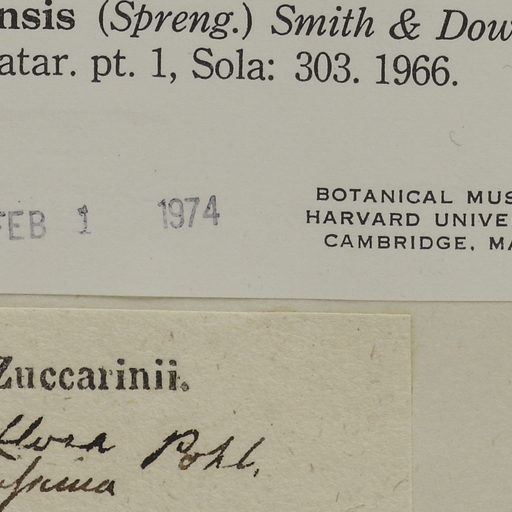 nsis (Spreng.) Smith & Dow
atar. pt. 1, Sola: 303. 1966.
FEB 1 1974
BOTANICAL MUS
HARVARD UNIVE
CAMBRIDGE, MA
Zuccarinii.
flora Pohl.